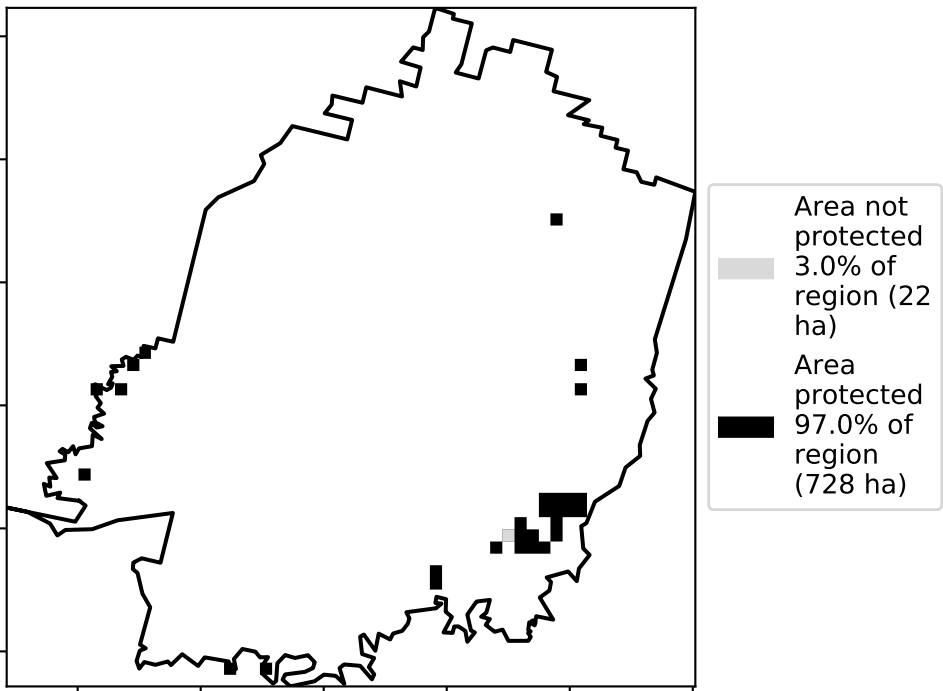 Area not
protected
3.0% of
region (22
ha)
Area
protected
97.0% of
region
(728 ha)